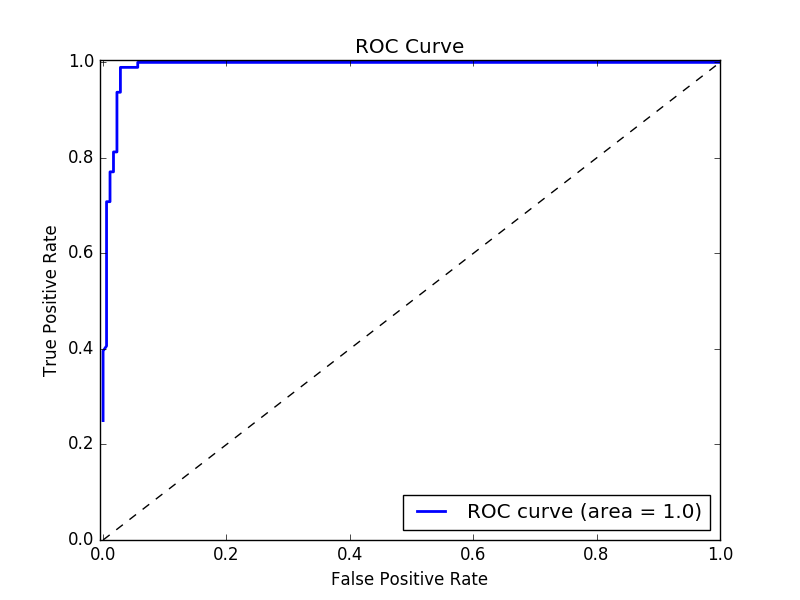 ROC Curve
1.0
0.8
0.6
0.4
0.2
0.0
True Positive Rate
ROC curve (area = 1.0)
0.0 0.2 0.4 0.6 0.8 1.0
False Positive Rate